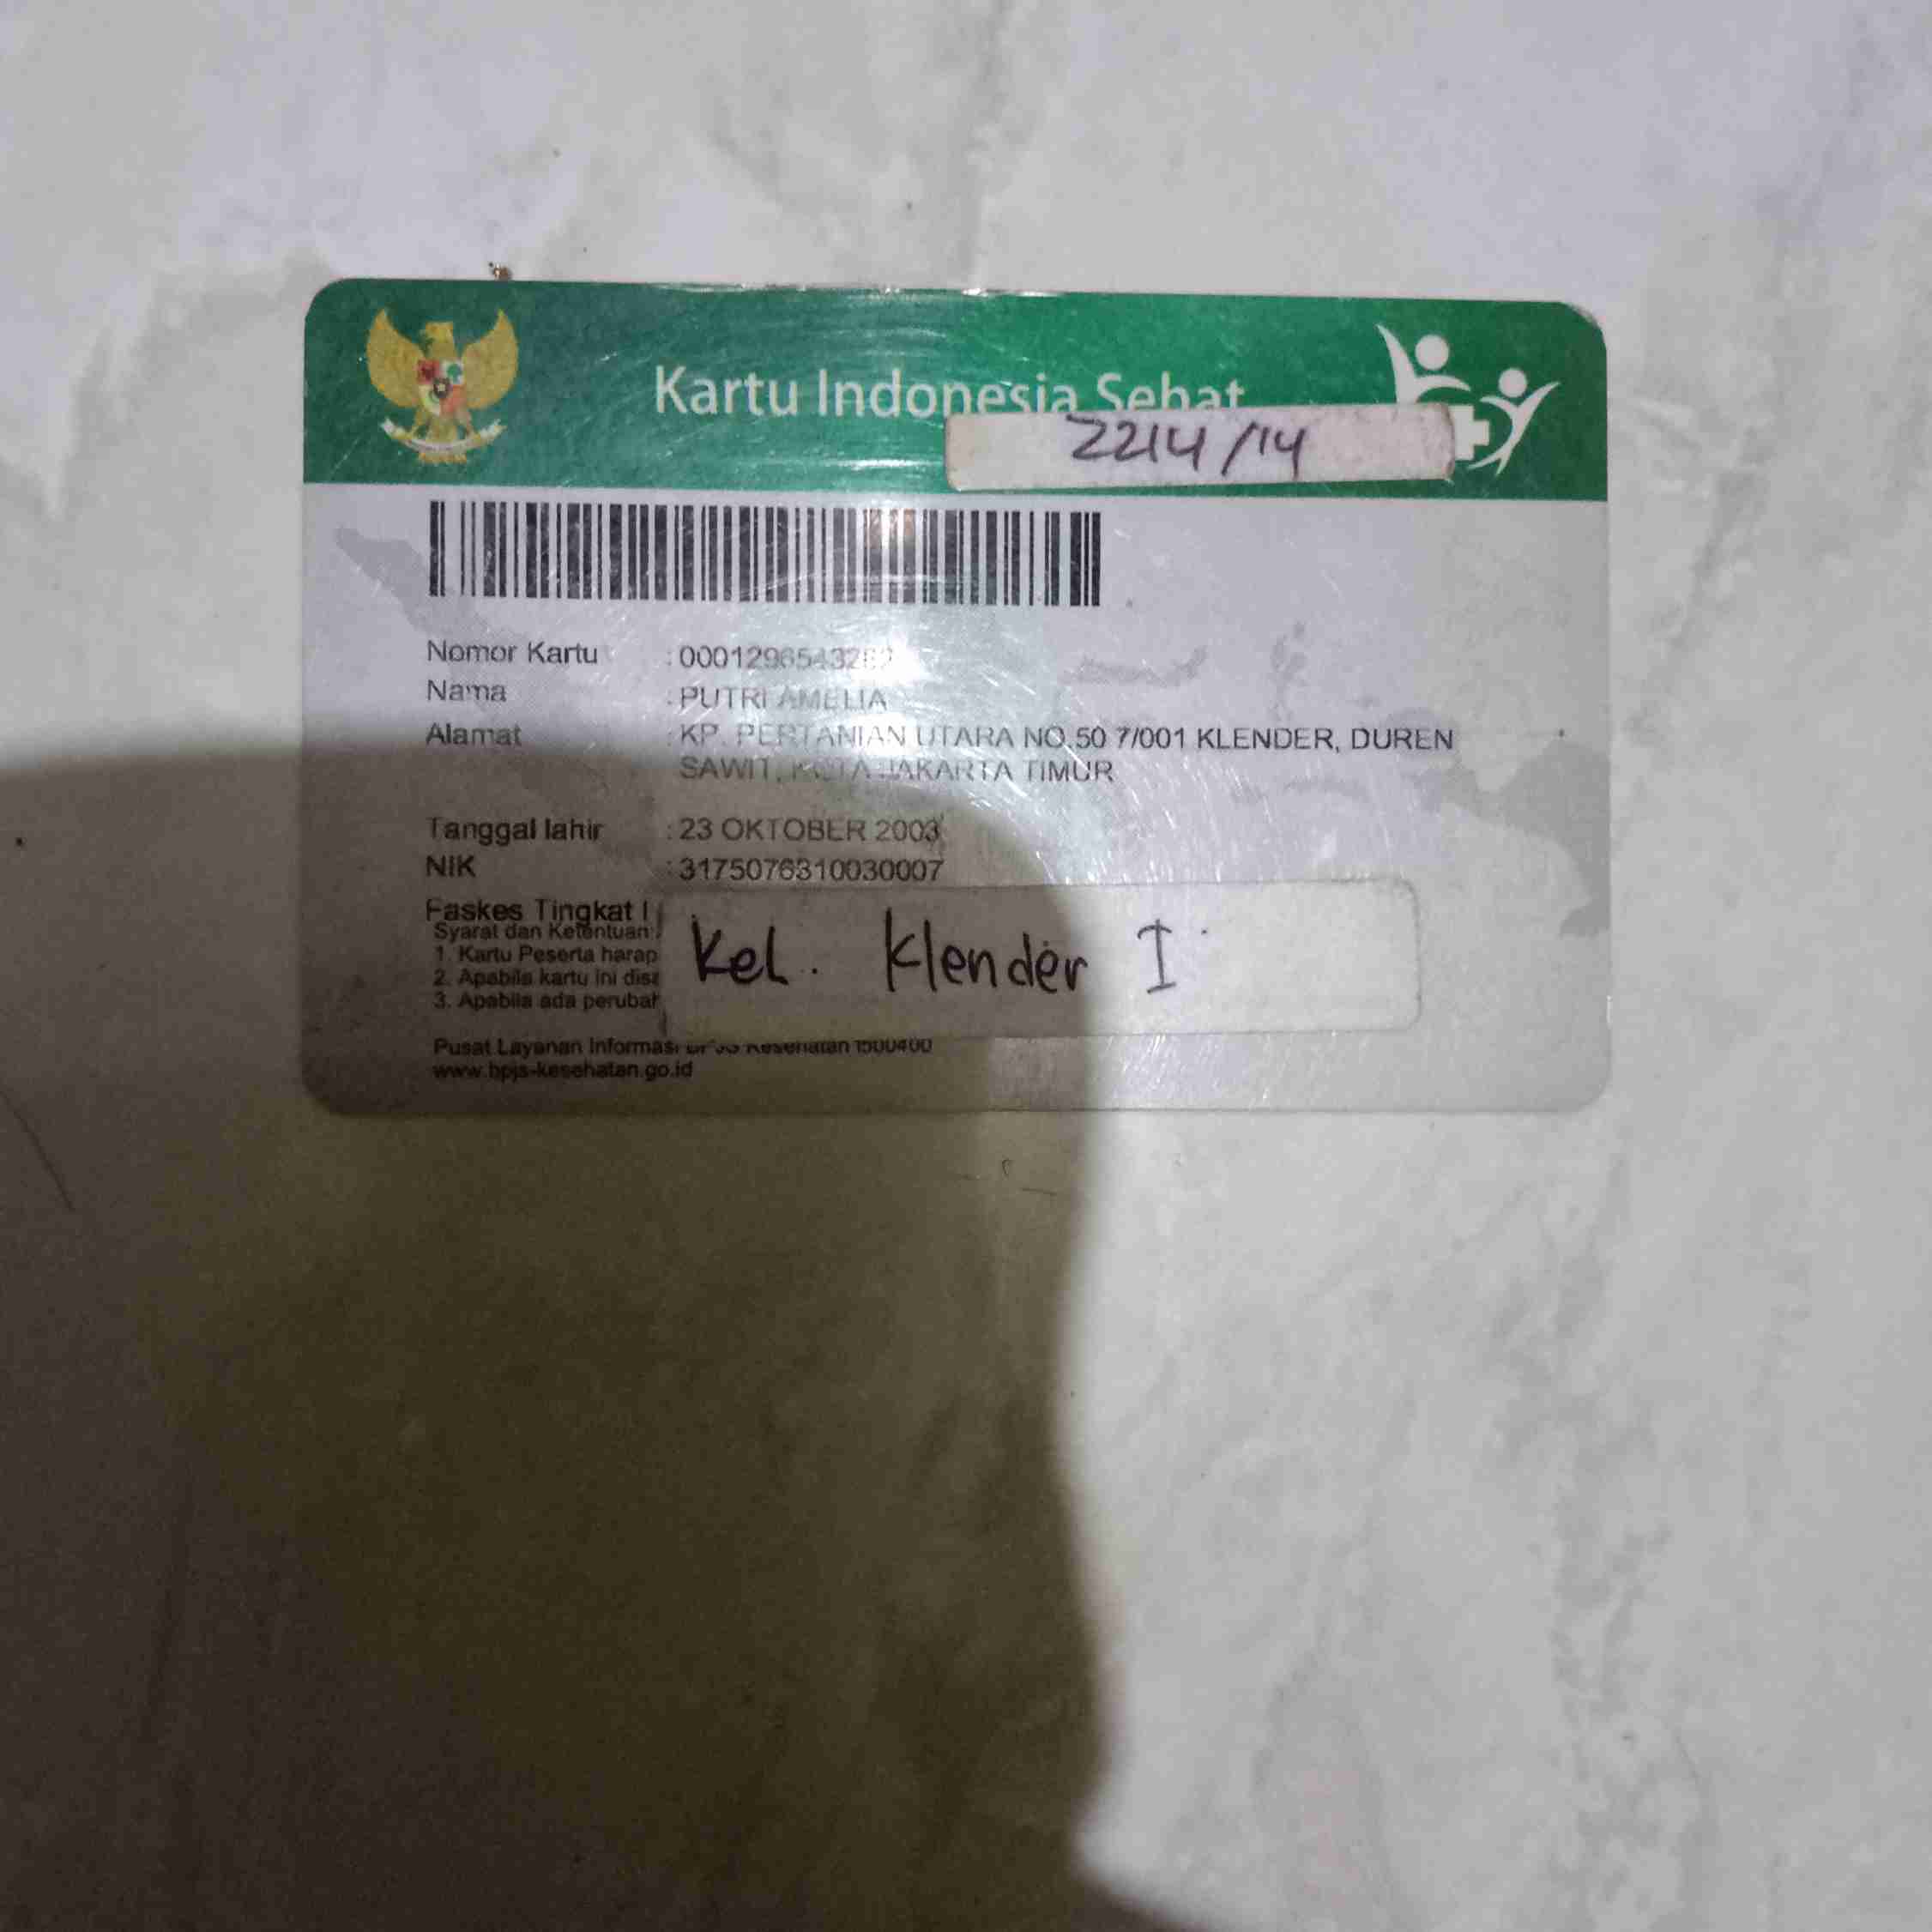 Kartu Indonesia Sehat
2214/14
Nomor Kartu
Nama : PUTRI AMELIA
Alamat : KP. PERTANIAN UTARA NO.50 7/001 KLENDER, DUREN
SAWIT, KOTA JAKARTA TIMUR
Tanggal lahir : 23 OKTOBER 2003
NIK : 3175076310030007
Faskes Tingkat I
Kel. Klender I
Syarat dan Ketentuan:
1. Kartu Peserta harap
2. Apabila kartu ini
3. Apabila ada
Pusat Layanan Informasi BPJS Kesehatan 1500400
www.bpjs-kesehatan.go.id